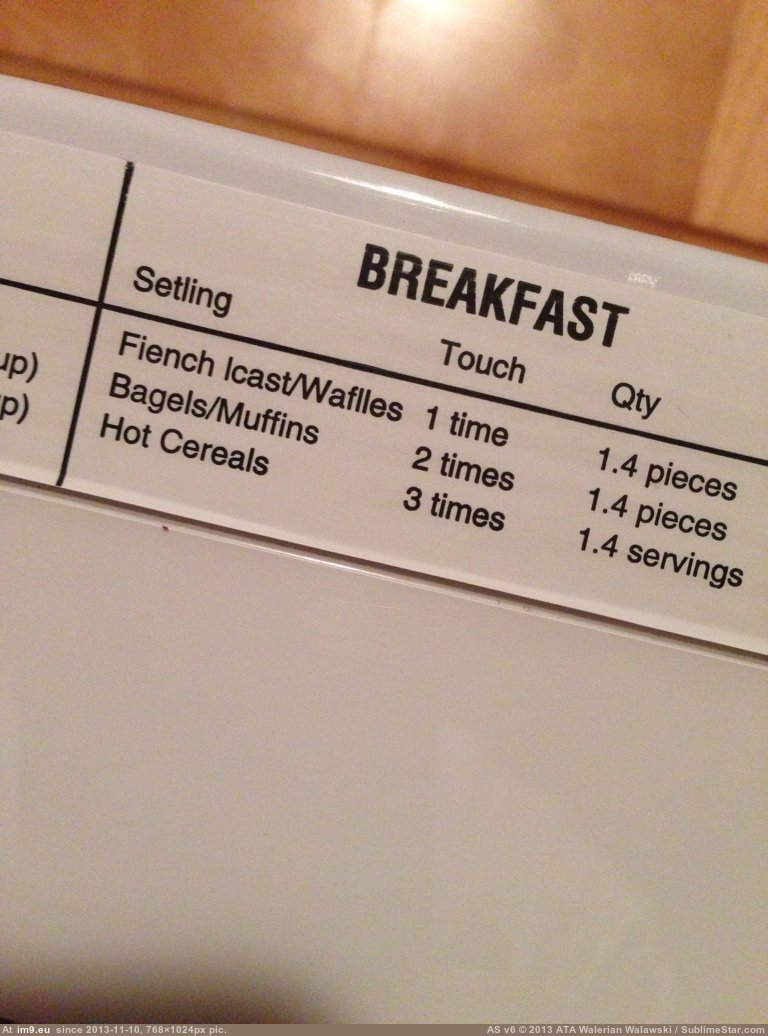 BREAKFAST
Setling Touch Qty
up) Fiench Icast/Waflles 1 time 1.4 pieces
p) Bagels/Muffins 2 times 1.4 pieces
Hot Cereals 3 times 1.4 servings
At im9.eu since 2013-11-10, 768×1024px pic. AS v6 © 2013 ATA Walerian Walawski / SublimeStar.com